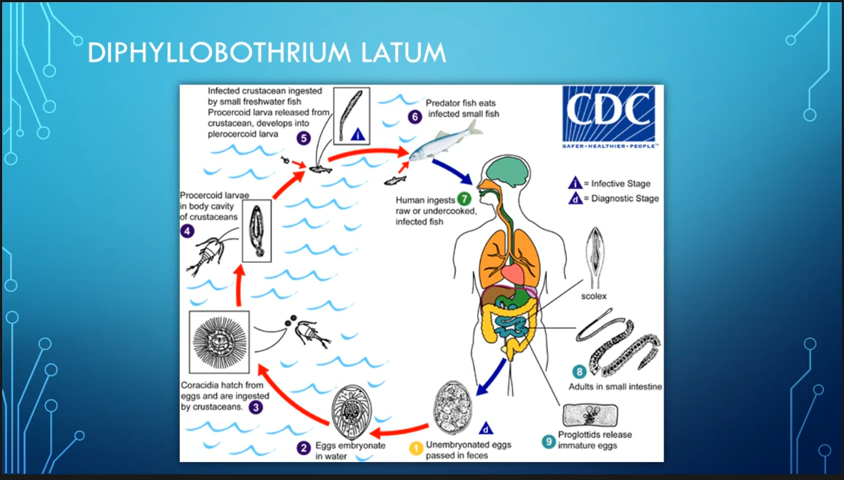 DIPHYLLOBOTHRIUM LATUM
Infected crustacean ingested
by small freshwater fish
Procercoid larva released from
crustacean, develops into
plerocercoid larva
5
i
6
Predator fish eats
infected small fish
CDC
SAFER • HEALTHIER • PEOPLE™
i = Infective Stage
d = Diagnostic Stage
Procercoid larvae
in body cavity
of crustaceans
4
Human ingests 7
raw or undercooked,
infected fish
scolex
8
Adults in small intestine
Coracidia hatch from
eggs and are ingested
by crustaceans. 3
d
2 Eggs embryonate
in water
1 Unembryonated eggs
passed in feces
9 Proglottids release
immature eggs